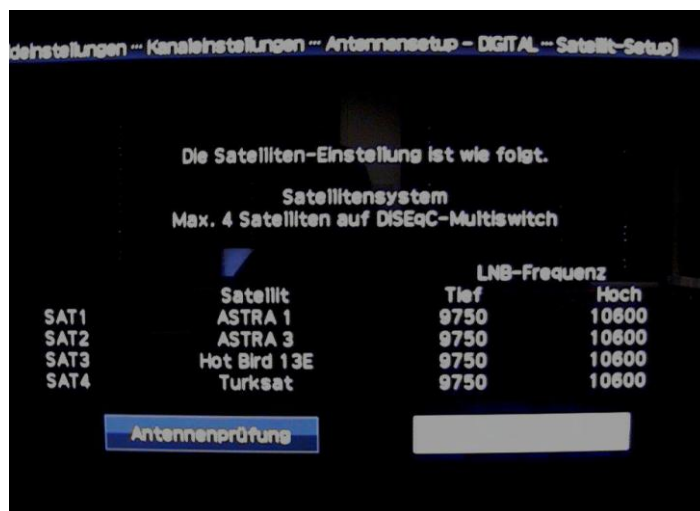 deinstellungen ··· Kanaleinstellungen ··· Antennensetup - DIGITAL ··· Satellit-Setup]
Die Satelliten-Einstellung ist wie folgt.
Satellitensystem
Max. 4 Satelliten auf DiSEqC-Multiswitch
LNB-Frequenz
Satellit Tief Hoch
SAT1 ASTRA 1 9750 10600
SAT2 ASTRA 3 9750 10600
SAT3 Hot Bird 13E 9750 10600
SAT4 Turksat 9750 10600
Antennenprüfung